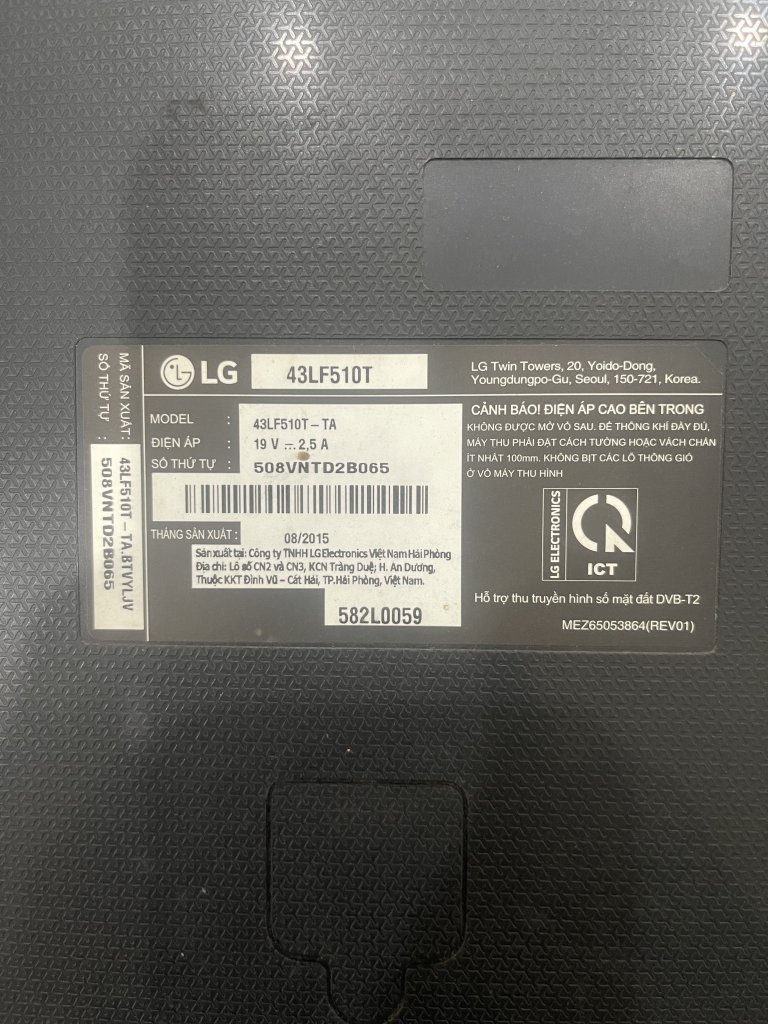 LG
43LF510T
LG Twin Towers, 20, Yoido-Dong,
Youngdungpo-Gu, Seoul, 150-721, Korea.
MÃ SẢN XUẤT:
SỐ THỨ TỰ :
43LF510T-TA.BTVYLJV
508VNTD2B065
MODEL : 43LF510T-TA
ĐIỆN ÁP : 19 V ⎓ 2,5 A
SỐ THỨ TỰ : 508VNTD2B065
THÁNG SẢN XUẤT : 08/2015
Sản xuất tại: Công ty TNHH LG Electronics Việt Nam Hải Phòng
Địa chỉ: Lô số CN2 và CN3, KCN Tràng Duệ, H. An Dương,
Thuộc KKT Đình Vũ - Cát Hải, TP.Hải Phòng, Việt Nam.
582L0059
CẢNH BÁO! ĐIỆN ÁP CAO BÊN TRONG
KHÔNG ĐƯỢC MỞ VỎ SAU. ĐỂ THÔNG KHÍ ĐẦY ĐỦ,
MÁY THU PHẢI ĐẶT CÁCH TƯỜNG HOẶC VÁCH CHẮN
ÍT NHẤT 100mm. KHÔNG BỊT CÁC LỖ THÔNG GIÓ
Ở VỎ MÁY THU HÌNH
LG ELECTRONICS
ICT
Hỗ trợ thu truyền hình số mặt đất DVB-T2
MEZ65053864(REV01)